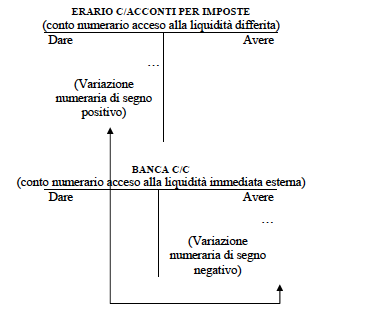 ERARIO C/ACCONTI PER IMPOSTE
(conto numerario acceso alla liquidità differita)
Dare Avere
…
(Variazione
numeraria di segno
positivo)
BANCA C/C
(conto numerario acceso alla liquidità immediata esterna)
Dare Avere
…
(Variazione
numeraria di segno
negativo)